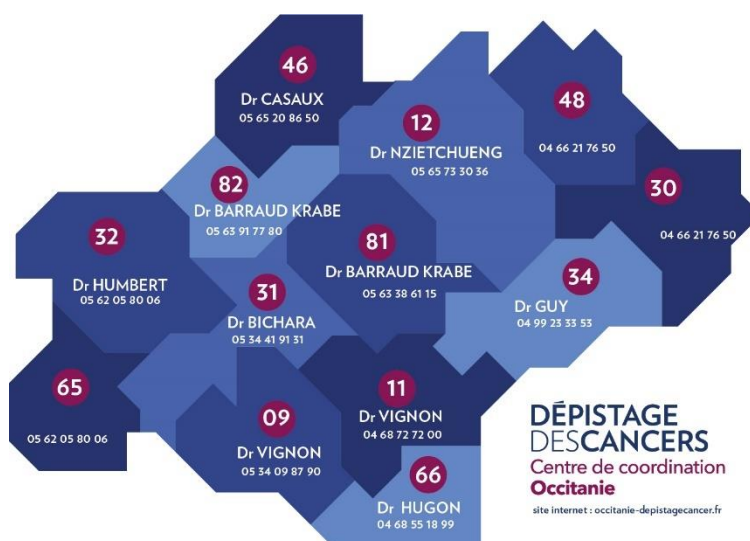 46
Dr CASAUX
05 65 20 86 50
48
04 66 21 76 50
12
Dr NZIETCHUENG
05 65 73 30 36
82
Dr BARRAUD KRABE
05 63 91 77 80
30
04 66 21 76 50
32
Dr HUMBERT
05 62 05 80 06
81
Dr BARRAUD KRABE
05 63 38 61 15
34
Dr GUY
04 99 23 33 53
31
Dr BICHARA
05 34 41 91 31
65
05 62 05 80 06
11
Dr VIGNON
04 68 72 72 00
09
Dr VIGNON
05 34 09 87 90
66
Dr HUGON
04 68 55 18 99
DÉPISTAGE
DESCANCERS
Centre de coordination
Occitanie
site internet : occitanie-depistagecancer.fr